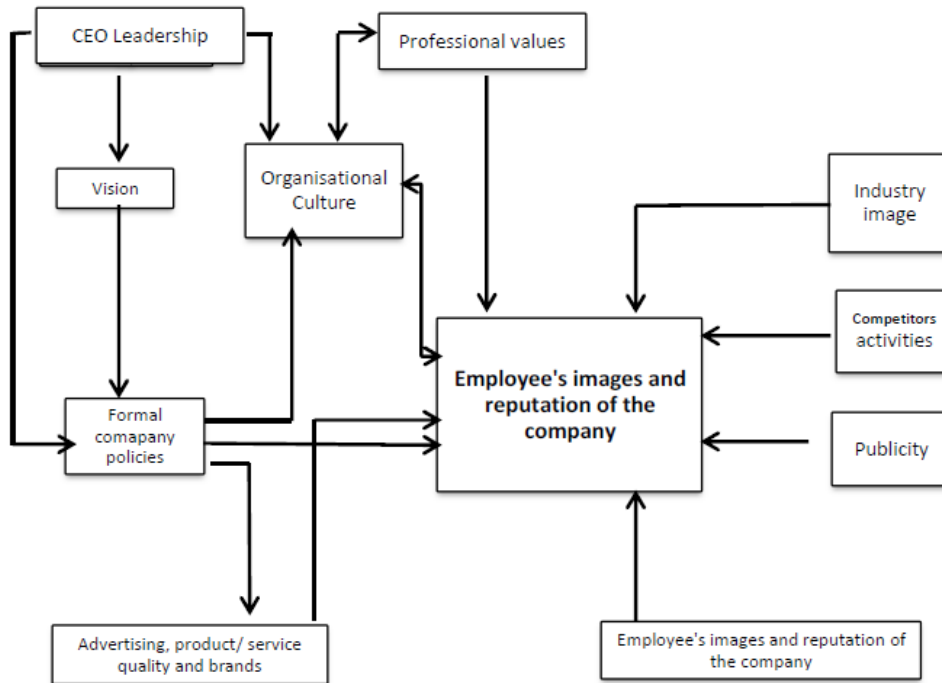 CEO Leadership
Professional values
Organisational
Culture
Vision
Industry
image
Competitors
activities
Employee's images and
reputation of the
company
Formal
comapany
policies
Publicity
Advertising, product/ service
quality and brands
Employee's images and reputation of
the company